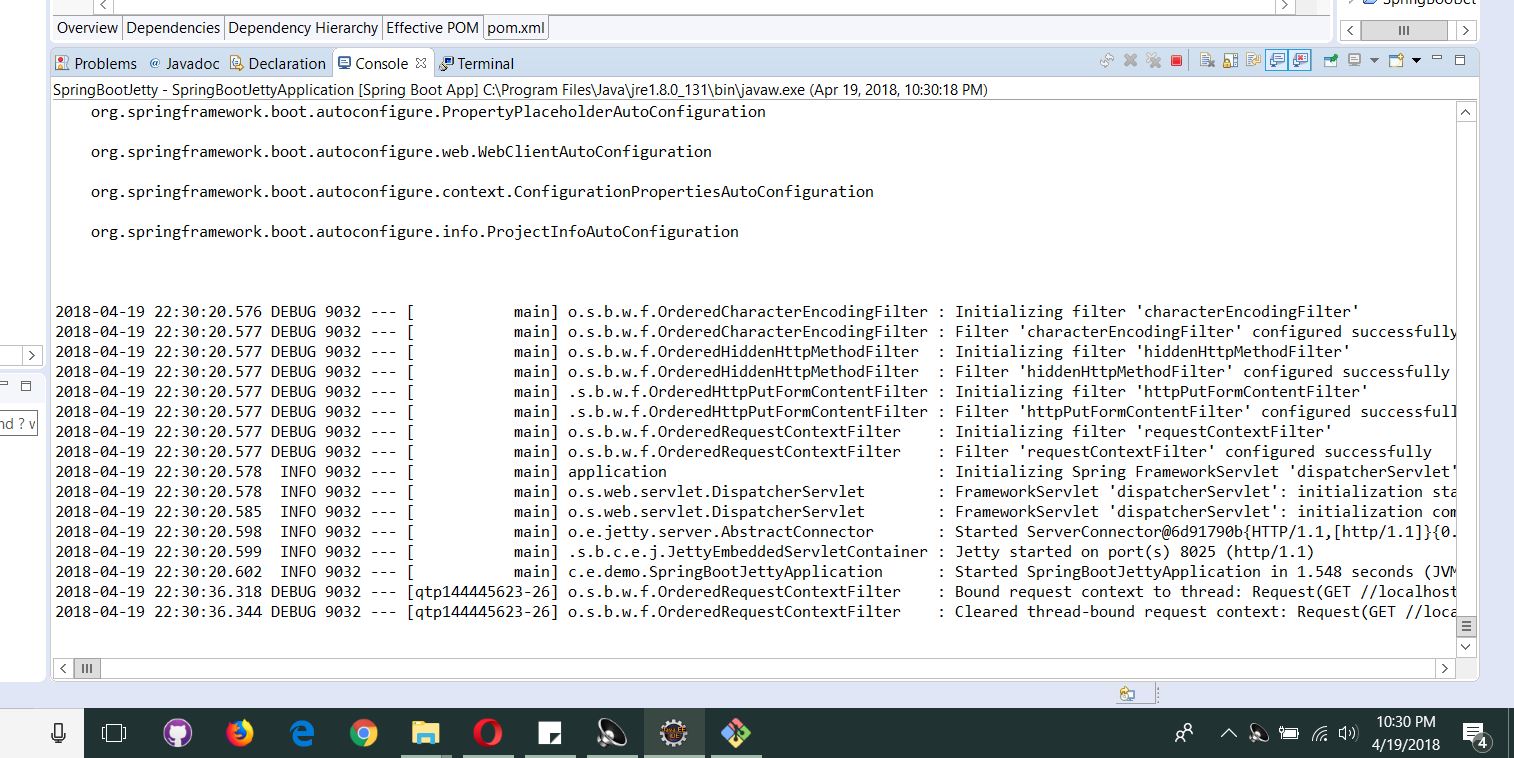 SpringBootJet
Overview Dependencies Dependency Hierarchy Effective POM pom.xml
Problems @ Javadoc Declaration Console Terminal
SpringBootJetty - SpringBootJettyApplication [Spring Boot App] C:\Program Files\Java\jre1.8.0_131\bin\javaw.exe (Apr 19, 2018, 10:30:18 PM)
org.springframework.boot.autoconfigure.PropertyPlaceholderAutoConfiguration
org.springframework.boot.autoconfigure.web.WebClientAutoConfiguration
org.springframework.boot.autoconfigure.context.ConfigurationPropertiesAutoConfiguration
org.springframework.boot.autoconfigure.info.ProjectInfoAutoConfiguration
2018-04-19 22:30:20.576 DEBUG 9032 --- [           main] o.s.b.w.f.OrderedCharacterEncodingFilter : Initializing filter 'characterEncodingFilter'
2018-04-19 22:30:20.577 DEBUG 9032 --- [           main] o.s.b.w.f.OrderedCharacterEncodingFilter : Filter 'characterEncodingFilter' configured successfully
2018-04-19 22:30:20.577 DEBUG 9032 --- [           main] o.s.b.w.f.OrderedHiddenHttpMethodFilter  : Initializing filter 'hiddenHttpMethodFilter'
2018-04-19 22:30:20.577 DEBUG 9032 --- [           main] o.s.b.w.f.OrderedHiddenHttpMethodFilter  : Filter 'hiddenHttpMethodFilter' configured successfully
2018-04-19 22:30:20.577 DEBUG 9032 --- [           main] .s.b.w.f.OrderedHttpPutFormContentFilter : Initializing filter 'httpPutFormContentFilter'
2018-04-19 22:30:20.577 DEBUG 9032 --- [           main] .s.b.w.f.OrderedHttpPutFormContentFilter : Filter 'httpPutFormContentFilter' configured successfull
2018-04-19 22:30:20.577 DEBUG 9032 --- [           main] o.s.b.w.f.OrderedRequestContextFilter    : Initializing filter 'requestContextFilter'
2018-04-19 22:30:20.577 DEBUG 9032 --- [           main] o.s.b.w.f.OrderedRequestContextFilter    : Filter 'requestContextFilter' configured successfully
2018-04-19 22:30:20.578  INFO 9032 --- [           main] application                              : Initializing Spring FrameworkServlet 'dispatcherServlet'
2018-04-19 22:30:20.578  INFO 9032 --- [           main] o.s.web.servlet.DispatcherServlet        : FrameworkServlet 'dispatcherServlet': initialization sta
2018-04-19 22:30:20.585  INFO 9032 --- [           main] o.s.web.servlet.DispatcherServlet        : FrameworkServlet 'dispatcherServlet': initialization com
2018-04-19 22:30:20.598  INFO 9032 --- [           main] o.e.jetty.server.AbstractConnector       : Started ServerConnector@6d91790b{HTTP/1.1,[http/1.1]}{0.
2018-04-19 22:30:20.599  INFO 9032 --- [           main] .s.b.c.e.j.JettyEmbeddedServletContainer : Jetty started on port(s) 8025 (http/1.1)
2018-04-19 22:30:20.602  INFO 9032 --- [           main] c.e.demo.SpringBootJettyApplication      : Started SpringBootJettyApplication in 1.548 seconds (JVM
2018-04-19 22:30:36.318 DEBUG 9032 --- [qtp144445623-26] o.s.b.w.f.OrderedRequestContextFilter    : Bound request context to thread: Request(GET //localhost
2018-04-19 22:30:36.344 DEBUG 9032 --- [qtp144445623-26] o.s.b.w.f.OrderedRequestContextFilter    : Cleared thread-bound request context: Request(GET //loca
nd ? w
10:30 PM
4/19/2018
4